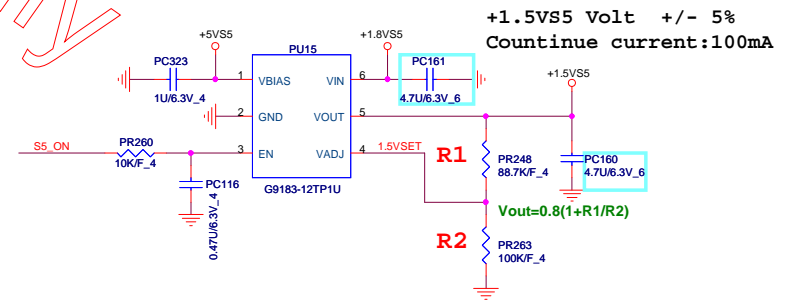 +1.5VS5 Volt +/- 5%
Countinue current:100mA
+5VS5
+1.8VS5
+1.5VS5
PC323
1U/6.3V_4
PU15
PC161
4.7U/6.3V_6
1 VBIAS VIN 6
2 GND VOUT 5
3 EN VADJ 4
G9183-12TP1U
S5_ON
PR260
10K/F_4
PC116
0.47U/6.3V_4
1.5VSET
R1
PR248
88.7K/F_4
PC160
4.7U/6.3V_6
Vout=0.8(1+R1/R2)
R2
PR263
100K/F_4